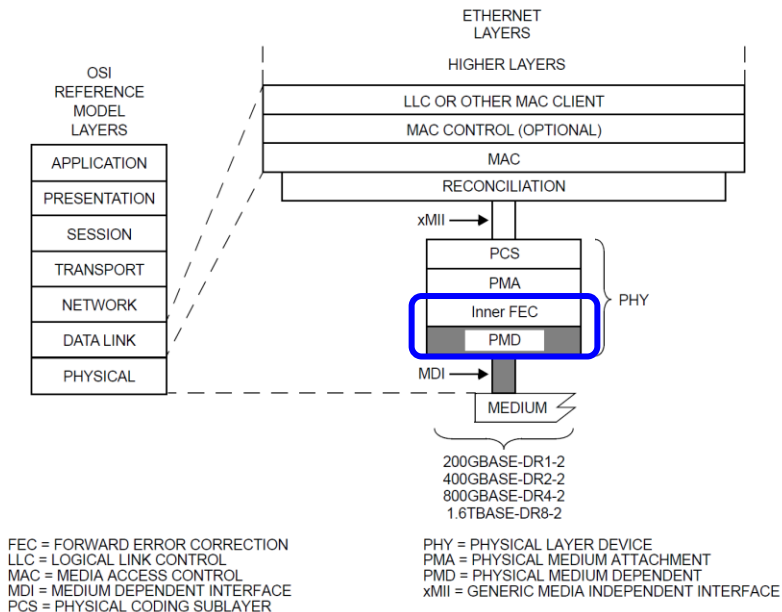 ETHERNET
LAYERS
OSI
REFERENCE
MODEL
LAYERS
HIGHER LAYERS
LLC OR OTHER MAC CLIENT
MAC CONTROL (OPTIONAL)
MAC
RECONCILIATION
APPLICATION
PRESENTATION
SESSION
TRANSPORT
NETWORK
DATA LINK
PHYSICAL
xMII
PCS
PMA
Inner FEC
PMD
PHY
MDI
MEDIUM
200GBASE-DR1-2
400GBASE-DR2-2
800GBASE-DR4-2
1.6TBASE-DR8-2
FEC = FORWARD ERROR CORRECTION
LLC = LOGICAL LINK CONTROL
MAC = MEDIA ACCESS CONTROL
MDI = MEDIUM DEPENDENT INTERFACE
PCS = PHYSICAL CODING SUBLAYER
PHY = PHYSICAL LAYER DEVICE
PMA = PHYSICAL MEDIUM ATTACHMENT
PMD = PHYSICAL MEDIUM DEPENDENT
xMII = GENERIC MEDIA INDEPENDENT INTERFACE